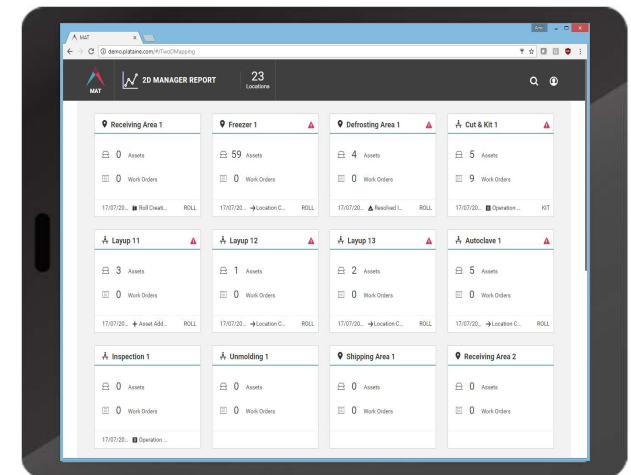 MAT
demo.plataine.com/#/TwoDMapping
MAT
2D MANAGER REPORT
23
Locations
Receiving Area 1
Freezer 1
Defrosting Area 1
Cut & Kit 1
0 Assets
59 Assets
4 Assets
5 Assets
0 Work Orders
0 Work Orders
0 Work Orders
9 Work Orders
17/07/20... Roll Creati... ROLL
17/07/20... Location C... ROLL
17/07/20... Resolved I... ROLL
17/07/20... Operation ... KIT
Layup 11
Layup 12
Layup 13
Autoclave 1
3 Assets
1 Assets
2 Assets
5 Assets
0 Work Orders
0 Work Orders
0 Work Orders
0 Work Orders
17/07/20... Asset Add... ROLL
17/07/20... Location C... ROLL
17/07/20... Location C... ROLL
17/07/20... Location C... ROLL
Inspection 1
Unmolding 1
Shipping Area 1
Receiving Area 2
0 Assets
0 Assets
0 Assets
0 Assets
0 Work Orders
0 Work Orders
0 Work Orders
0 Work Orders
17/07/20... Operation ...